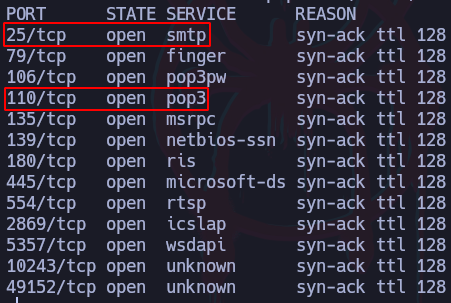 PORT STATE SERVICE REASON
25/tcp open smtp syn-ack ttl 128
79/tcp open finger syn-ack ttl 128
106/tcp open pop3pw syn-ack ttl 128
110/tcp open pop3 syn-ack ttl 128
135/tcp open msrpc syn-ack ttl 128
139/tcp open netbios-ssn syn-ack ttl 128
180/tcp open ris syn-ack ttl 128
445/tcp open microsoft-ds syn-ack ttl 128
554/tcp open rtsp syn-ack ttl 128
2869/tcp open icslap syn-ack ttl 128
5357/tcp open wsdapi syn-ack ttl 128
10243/tcp open unknown syn-ack ttl 128
49152/tcp open unknown syn-ack ttl 128